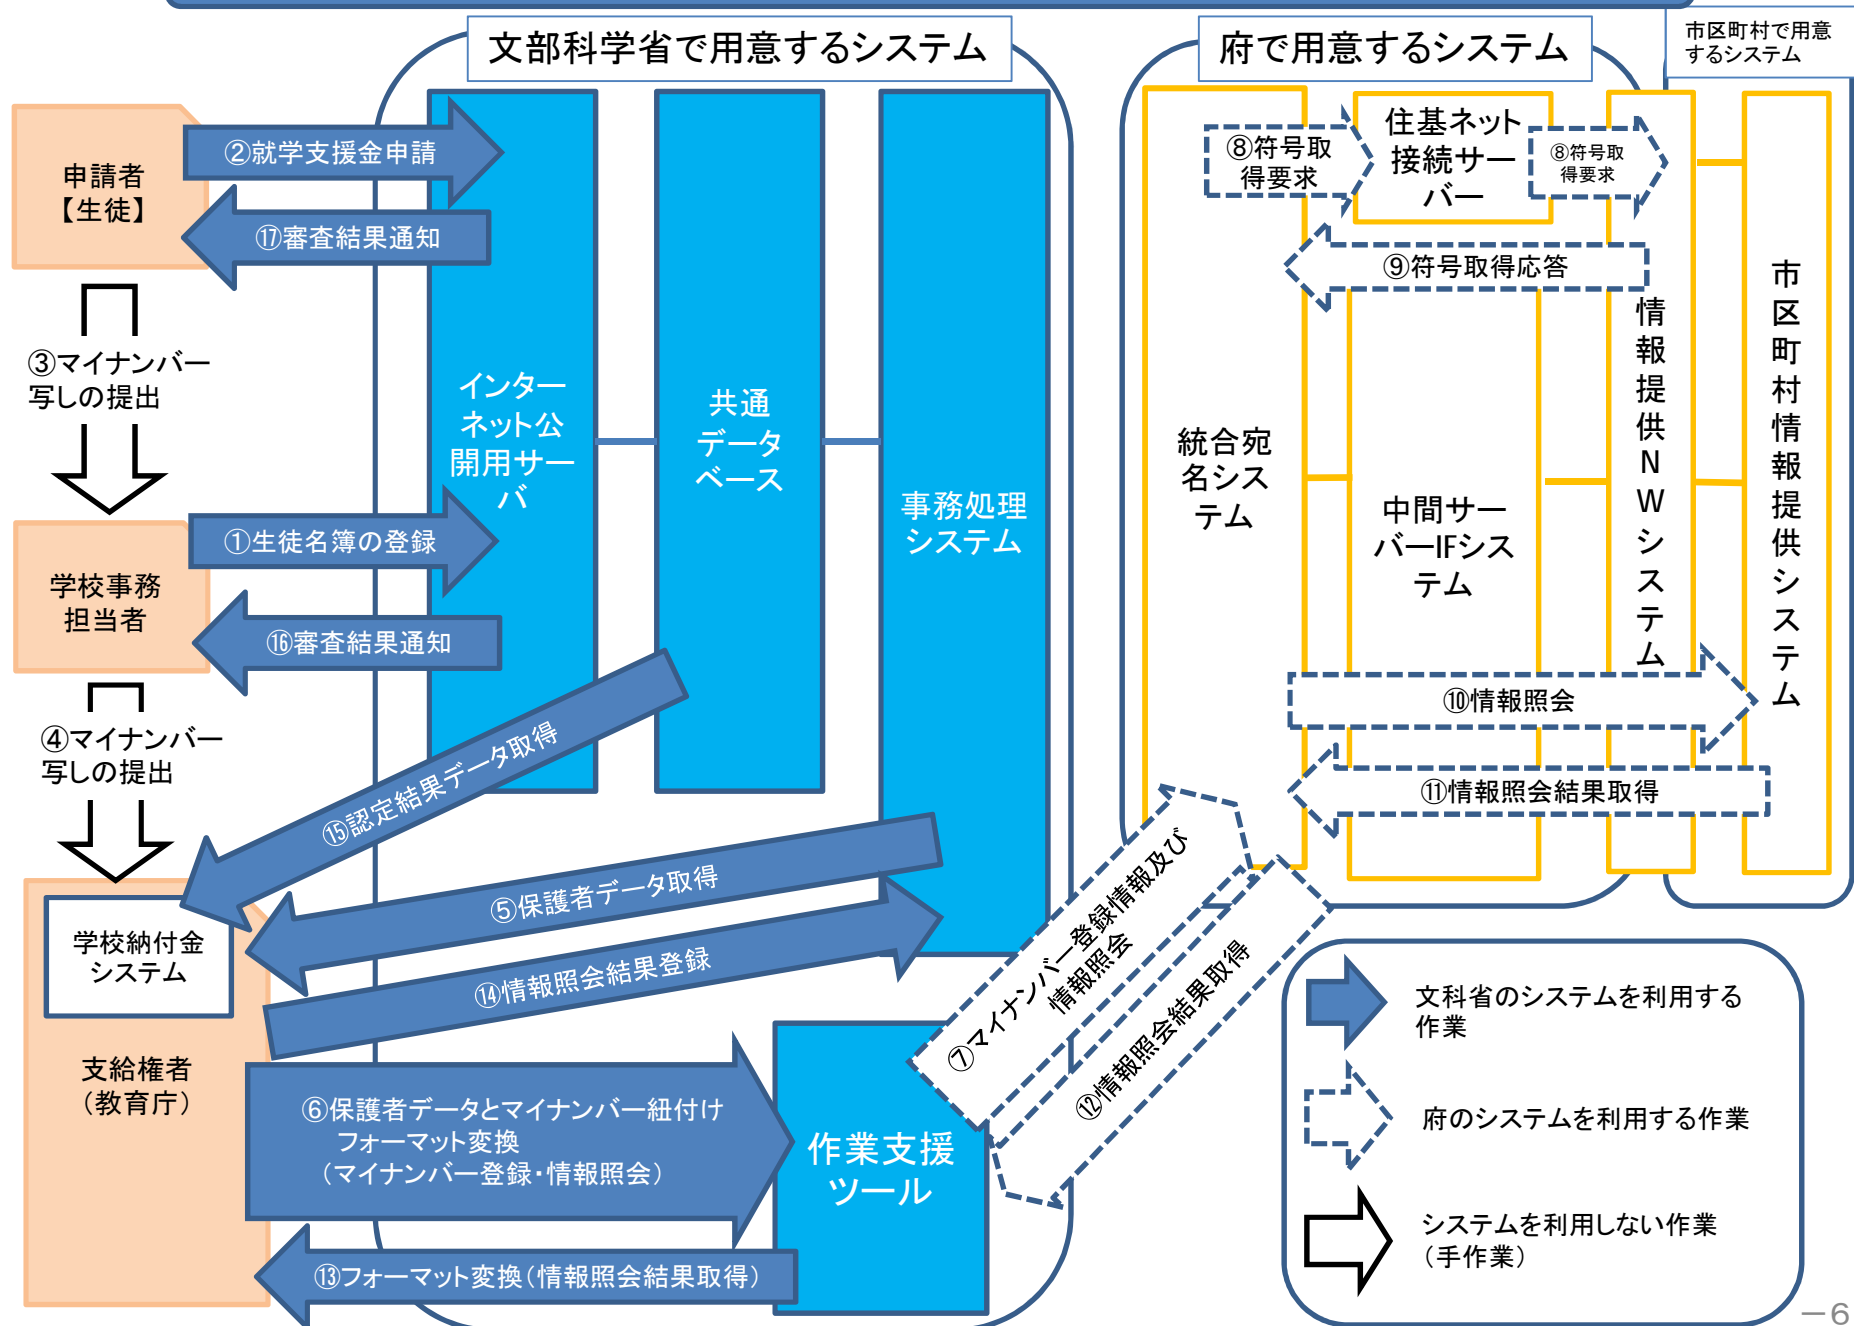 文部科学省で用意するシステム
府で用意するシステム
市区町村で用意
するシステム
申請者
【生徒】
②就学支援金申請
⑰審査結果通知
③マイナンバー
写しの提出
学校事務
担当者
①生徒名簿の登録
⑯審査結果通知
④マイナンバー
写しの提出
学校納付金
システム
支給権者
（教育庁）
インター
ネット公
開用サー
バ
共通
データ
ベース
事務処理
システム
⑮認定結果データ取得
⑤保護者データ取得
⑭情報照会結果登録
⑥保護者データとマイナンバー紐付け
フォーマット変換
（マイナンバー登録・情報照会）
⑬フォーマット変換（情報照会結果取得）
作業支援
ツール
⑦マイナンバー登録情報及び
情報照会
⑫情報照会結果取得
⑧符号取
得要求
住基ネット
接続サー
バー
⑧符号取
得要求
⑨符号取得応答
統合宛
名シス
テム
中間サー
バーIFシス
テム
情報提供NWシステム
市区町村情報提供システム
⑩情報照会
⑪情報照会結果取得
文科省のシステムを利用する
作業
府のシステムを利用する作業
システムを利用しない作業
（手作業）
－6